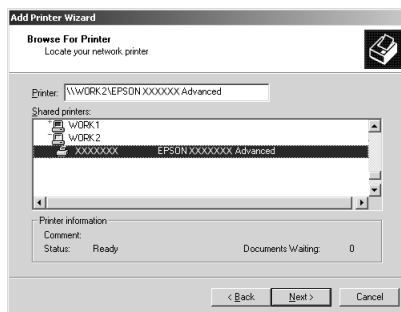 Add Printer Wizard
Browse For Printer
Locate your network printer
Printer: \\WORK2\EPSON XXXXXX Advanced
Shared printers:
WORK1
WORK2
XXXXXXX EPSON XXXXXXX Advanced
Printer information
Comment:
Status: Ready Documents Waiting: 0
< Back Next > Cancel